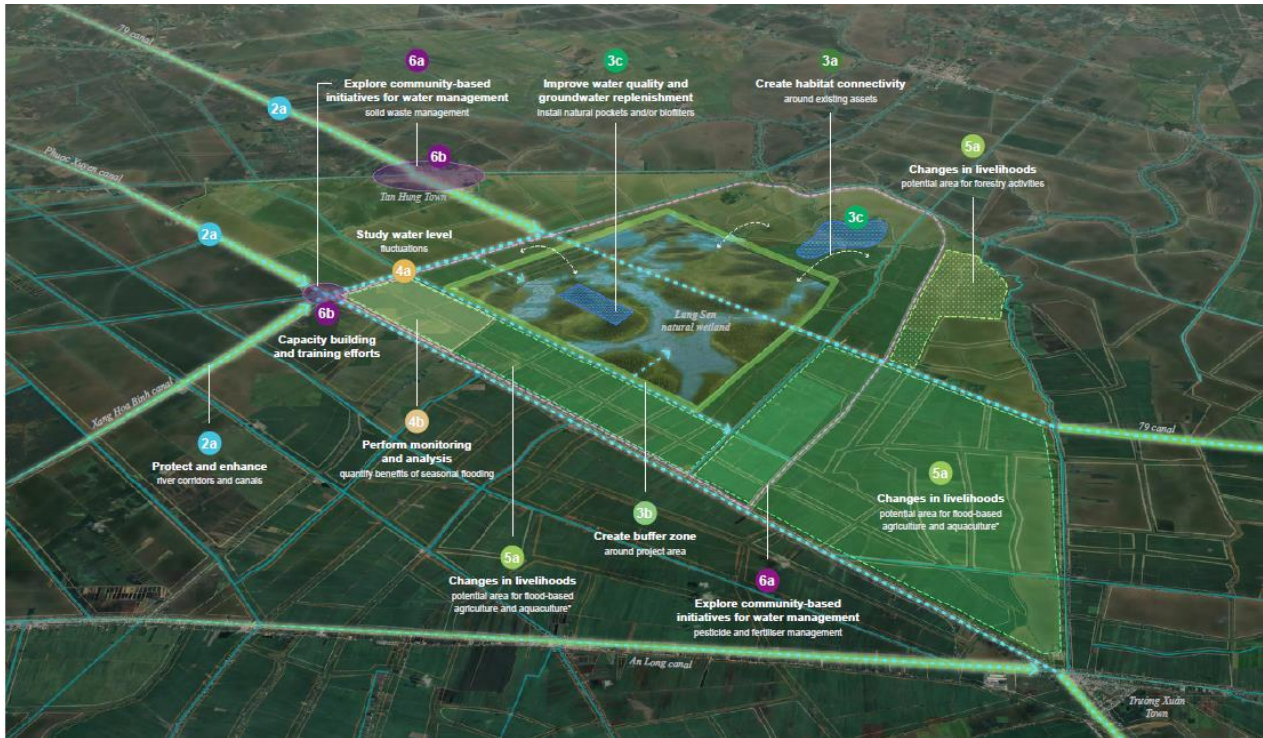 79 canal
6a
Explore community-based
initiatives for water management
solid waste management
3c
Improve water quality and
groundwater replenishment
install natural pockets and/or biofilters
3a
Create habitat connectivity
around existing assets
2a
Phuoc Xuyen canal
6b
Tan Hung Town
5a
Changes in livelihoods
potential area for forestry activities
2a
Study water level
fluctuations
4a
3c
Lang Sen
natural wetland
6b
Capacity building
and training efforts
Xang Hoa Binh canal
2a
Protect and enhance
river corridors and canals
4b
Perform monitoring
and analysis
quantify benefits of seasonal flooding
79 canal
5a
Changes in livelihoods
potential area for flood-based
agriculture and aquaculture*
3b
Create buffer zone
around project area
5a
Changes in livelihoods
potential area for flood-based
agriculture and aquaculture*
6a
Explore community-based
initiatives for water management
pesticide and fertiliser management
An Long canal
Trường Xuân
Town